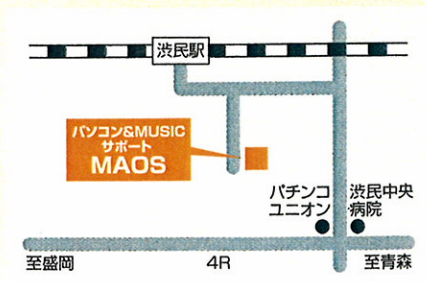 渋民駅
パソコン&MUSIC
サポート
MAOS
パチンコ
ユニオン
渋民中央
病院
至盛岡
4R
至青森